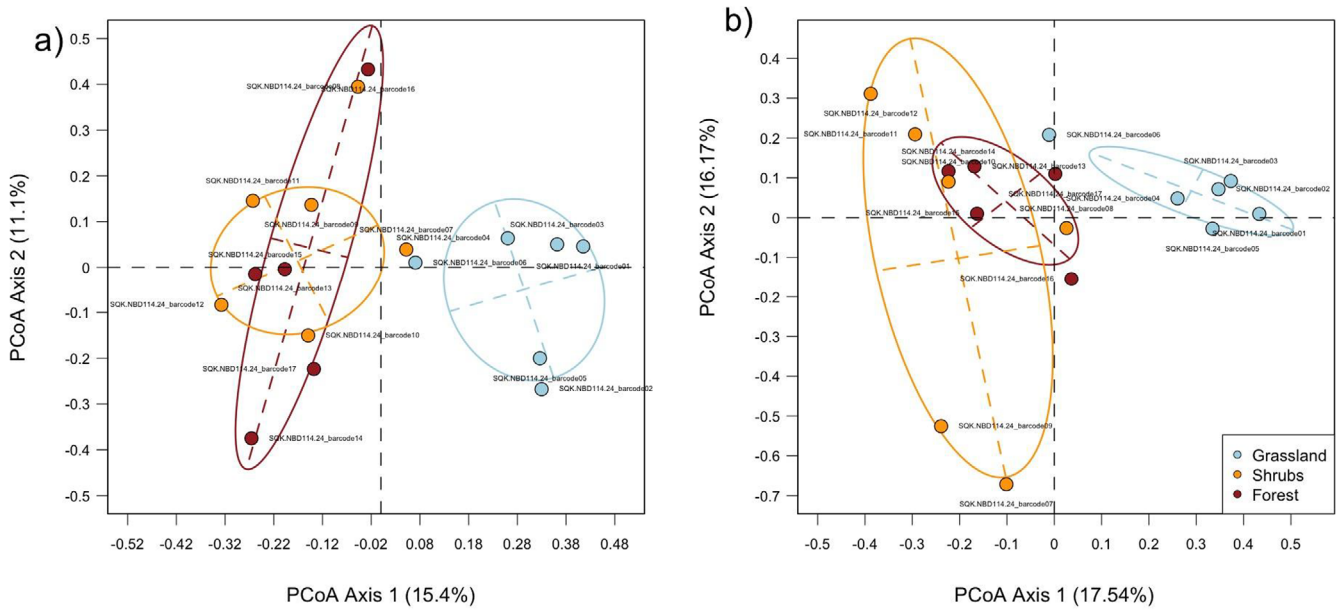 a)
PCoA Axis 2 (11.1%)
0.5
0.4
0.3
0.2
0.1
0
-0.1
-0.2
-0.3
-0.4
-0.5
SQK.NBD114.24_barcode16
SQK.NBD114.24_barcode11
SQK.NBD114.24_barcode07
SQK.NBD114.24_barcode03
SQK.NBD114.24_barcode04
SQK.NBD114.24_barcode15
SQK.NBD114.24_barcode06
SQK.NBD114.24_barcode01
SQK.NBD114.24_barcode13
SQK.NBD114.24_barcode12
SQK.NBD114.24_barcode10
SQK.NBD114.24_barcode17
SQK.NBD114.24_barcode05
SQK.NBD114.24_barcode02
SQK.NBD114.24_barcode14
-0.52 -0.42 -0.32 -0.22 -0.12 -0.02 0.08 0.18 0.28 0.38 0.48
PCoA Axis 1 (15.4%)
b)
PCoA Axis 2 (16.17%)
0.4
0.3
0.2
0.1
0
-0.1
-0.2
-0.3
-0.4
-0.5
-0.6
-0.7
SQK.NBD114.24_barcode12
SQK.NBD114.24_barcode11
SQK.NBD114.24_barcode06
SQK.NBD114.24_barcode14
SQK.NBD114.24_barcode10
SQK.NBD114.24_barcode13
SQK.NBD114.24_barcode03
SQK.NBD114.24_barcode02
SQK.NBD114.24_barcode17
SQK.NBD114.24_barcode04
SQK.NBD114.24_barcode15
SQK.NBD114.24_barcode08
SQK.NBD114.24_barcode01
SQK.NBD114.24_barcode05
SQK.NBD114.24_barcode16
SQK.NBD114.24_barcode09
SQK.NBD114.24_barcode07
Grassland
Shrubs
Forest
-0.5 -0.4 -0.3 -0.2 -0.1 0 0.1 0.2 0.3 0.4 0.5
PCoA Axis 1 (17.54%)